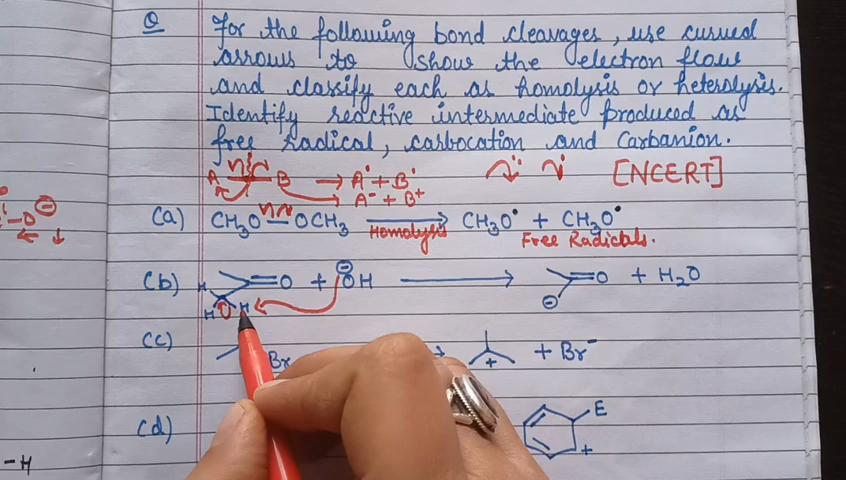 Q For the following bond cleavages, use curved
arrows to show the electron flow
and classify each as homolysis or heterolysis.
Identify reactive intermediate produced as
free radical, carbocation and Carbanion.
A B → A• + B• [NCERT]
A⁻ + B⁺
(a) CH₃O—OCH₃ → CH₃O• + CH₃O•
Homolysis Free Radicals.
(b) H =O + ⊖OH → ⊖ =O + H₂O
H H
(c) Br → + + Br⁻
(d) E
+
–O⊖
–H